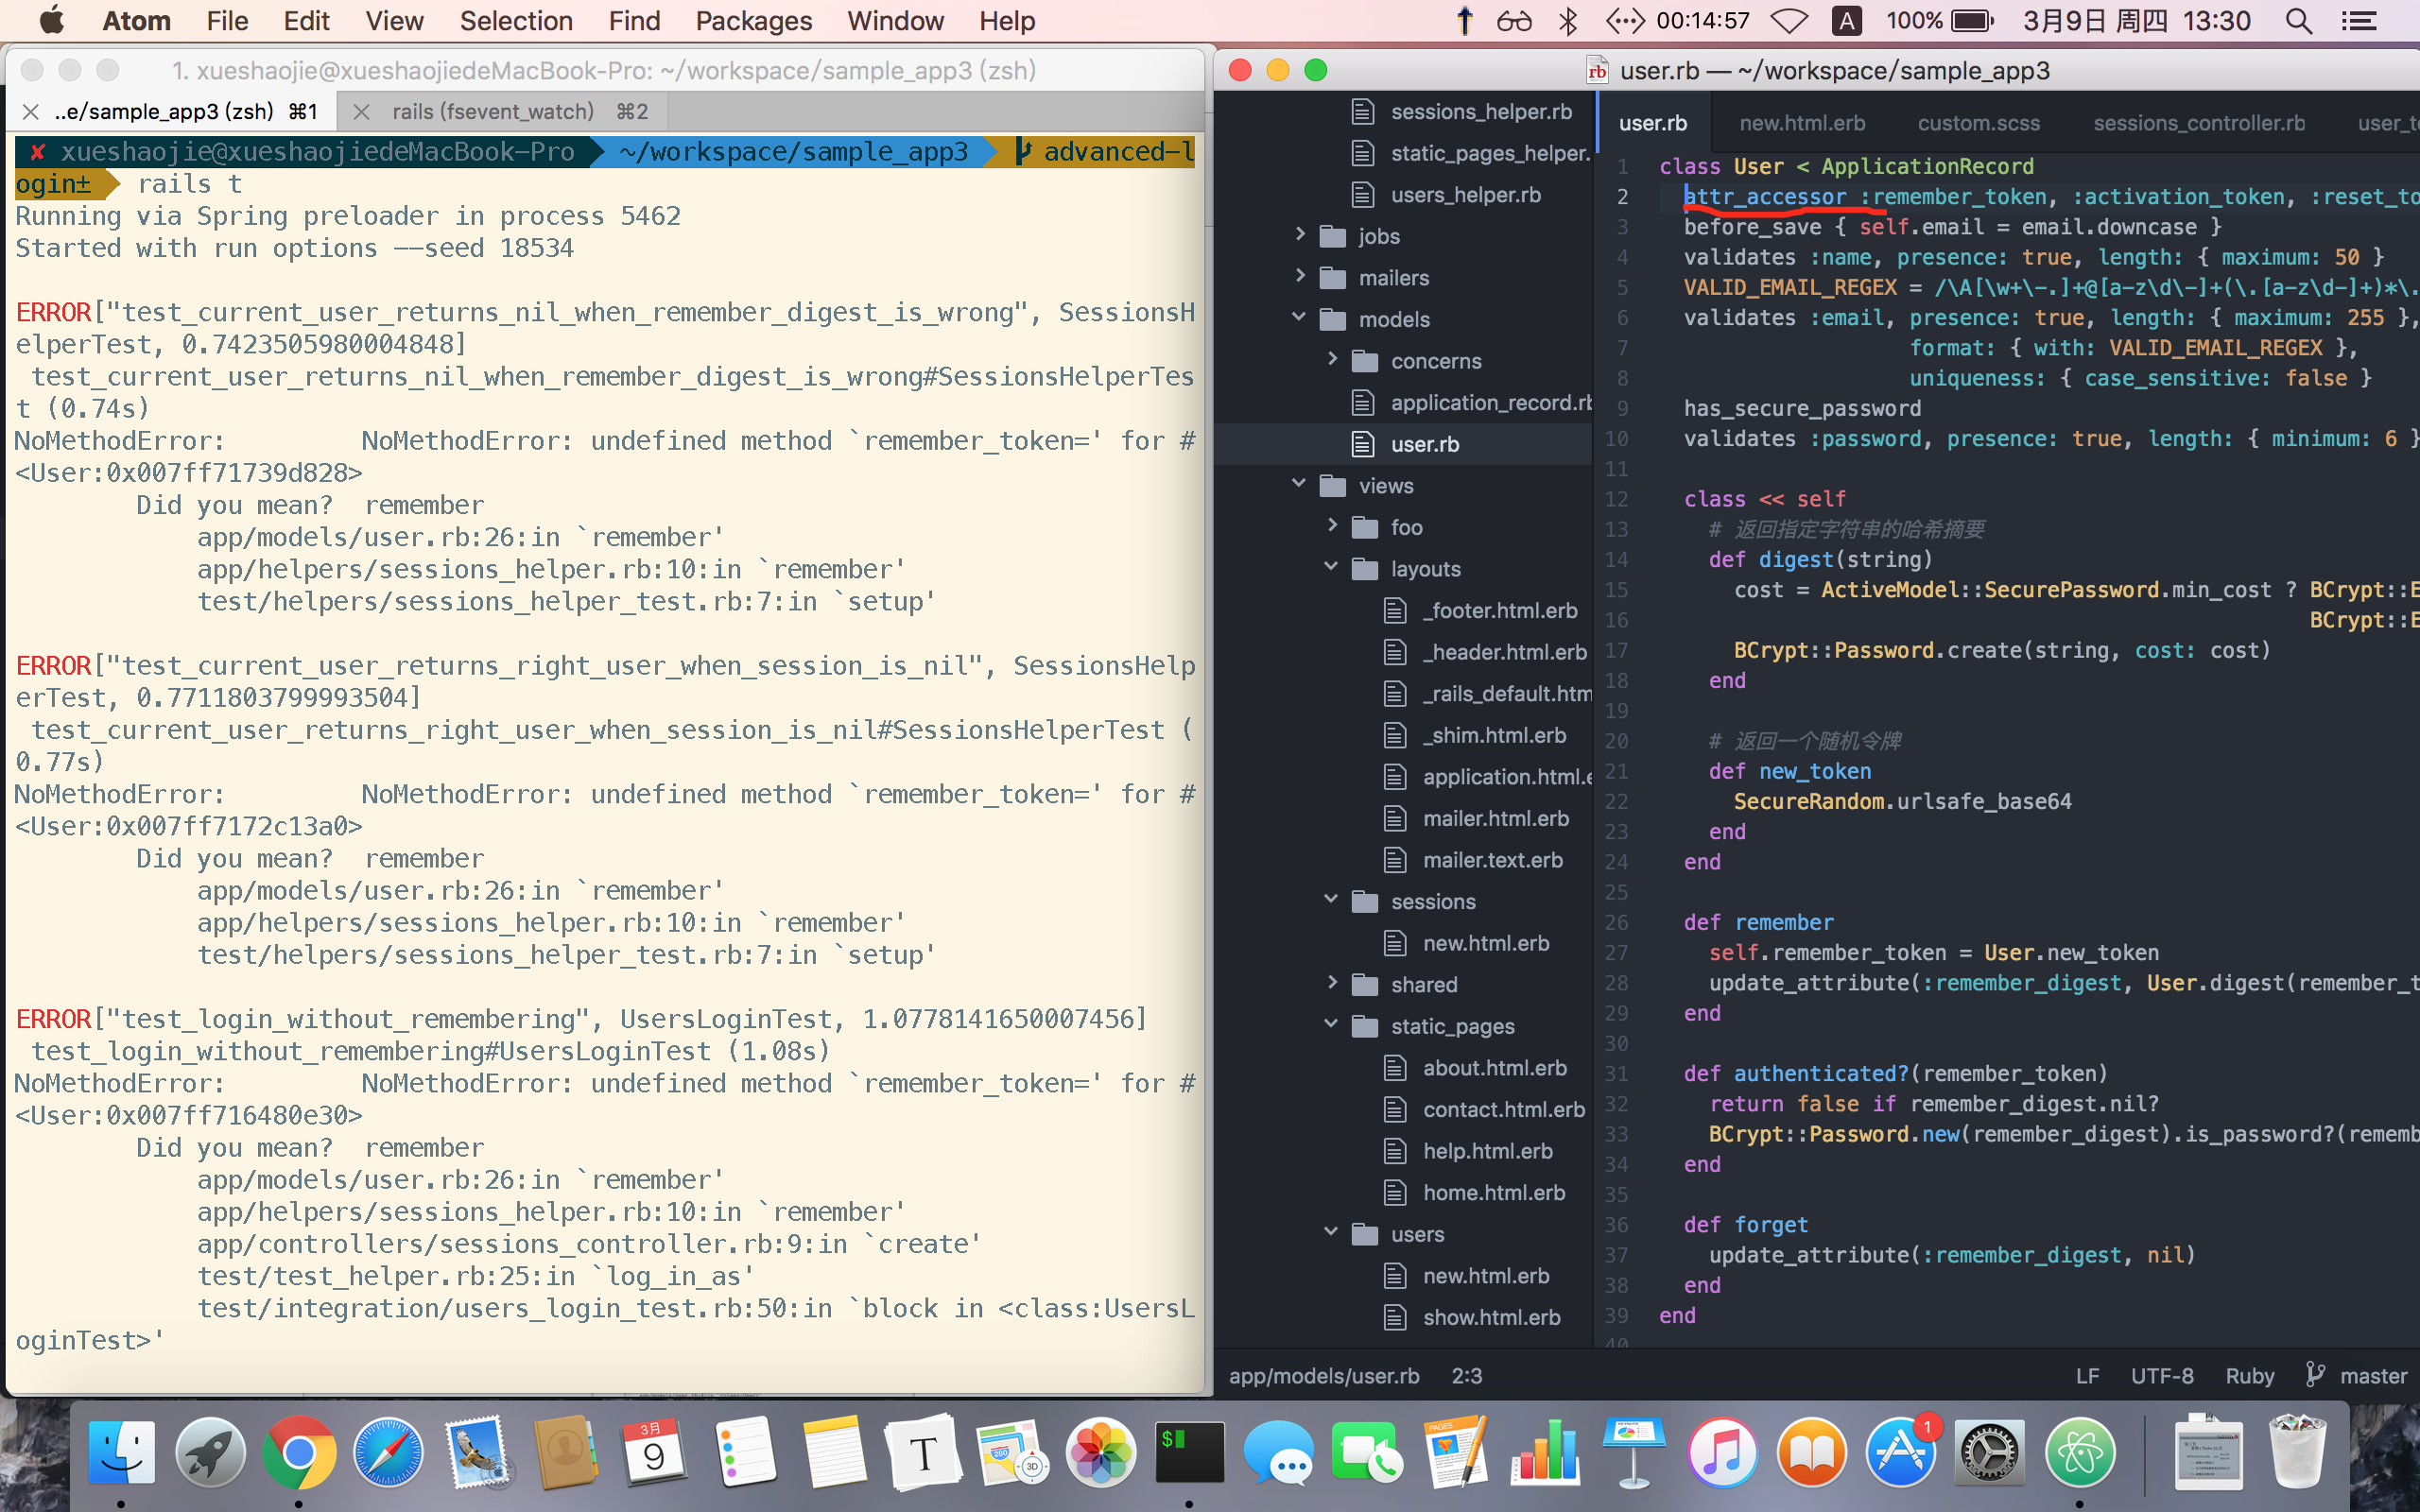 Atom File Edit View Selection Find Packages Window Help
00:14:57 A 100% 3月9日 周四 13:30
1. xueshaojie@xueshaojiedeMacBook-Pro: ~/workspace/sample_app3 (zsh)
..e/sample_app3 (zsh) ⌘1 rails (fsevent_watch) ⌘2
✘ xueshaojie@xueshaojiedeMacBook-Pro ~/workspace/sample_app3 advanced-l
ogin± rails t
Running via Spring preloader in process 5462
Started with run options --seed 18534
ERROR["test_current_user_returns_nil_when_remember_digest_is_wrong", SessionsH
elperTest, 0.7423505980004848]
test_current_user_returns_nil_when_remember_digest_is_wrong#SessionsHelperTes
t (0.74s)
NoMethodError: NoMethodError: undefined method `remember_token=' for #
<User:0x007ff71739d828>
Did you mean? remember
app/models/user.rb:26:in `remember'
app/helpers/sessions_helper.rb:10:in `remember'
test/helpers/sessions_helper_test.rb:7:in `setup'
ERROR["test_current_user_returns_right_user_when_session_is_nil", SessionsHelp
erTest, 0.7711803799993504]
test_current_user_returns_right_user_when_session_is_nil#SessionsHelperTest (
0.77s)
NoMethodError: NoMethodError: undefined method `remember_token=' for #
<User:0x007ff7172c13a0>
Did you mean? remember
app/models/user.rb:26:in `remember'
app/helpers/sessions_helper.rb:10:in `remember'
test/helpers/sessions_helper_test.rb:7:in `setup'
ERROR["test_login_without_remembering", UsersLoginTest, 1.0778141650007456]
test_login_without_remembering#UsersLoginTest (1.08s)
NoMethodError: NoMethodError: undefined method `remember_token=' for #
<User:0x007ff716480e30>
Did you mean? remember
app/models/user.rb:26:in `remember'
app/helpers/sessions_helper.rb:10:in `remember'
app/controllers/sessions_controller.rb:9:in `create'
test/test_helper.rb:25:in `log_in_as'
test/integration/users_login_test.rb:50:in `block in <class:UsersL
oginTest>'
user.rb — ~/workspace/sample_app3
sessions_helper.rb
static_pages_helper.
users_helper.rb
jobs
mailers
models
concerns
application_record.rb
user.rb
views
foo
layouts
_footer.html.erb
_header.html.erb
_rails_default.htm
_shim.html.erb
application.html.e
mailer.html.erb
mailer.text.erb
sessions
new.html.erb
shared
static_pages
about.html.erb
contact.html.erb
help.html.erb
home.html.erb
users
new.html.erb
show.html.erb
user.rb new.html.erb custom.scss sessions_controller.rb user_te
1 class User < ApplicationRecord
2 attr_accessor :remember_token, :activation_token, :reset_to
3 before_save { self.email = email.downcase }
4 validates :name, presence: true, length: { maximum: 50 }
5 VALID_EMAIL_REGEX = /\A[\w+\-.]+@[a-z\d\-]+(\.[a-z\d-]+)*\.
6 validates :email, presence: true, length: { maximum: 255 },
7 format: { with: VALID_EMAIL_REGEX },
8 uniqueness: { case_sensitive: false }
9 has_secure_password
10 validates :password, presence: true, length: { minimum: 6 }
11
12 class << self
13 # 返回指定字符串的哈希摘要
14 def digest(string)
15 cost = ActiveModel::SecurePassword.min_cost ? BCrypt::E
16 BCrypt::E
17 BCrypt::Password.create(string, cost: cost)
18 end
19
20 # 返回一个随机令牌
21 def new_token
22 SecureRandom.urlsafe_base64
23 end
24 end
25
26 def remember
27 self.remember_token = User.new_token
28 update_attribute(:remember_digest, User.digest(remember_t
29 end
30
31 def authenticated?(remember_token)
32 return false if remember_digest.nil?
33 BCrypt::Password.new(remember_digest).is_password?(rememb
34 end
35
36 def forget
37 update_attribute(:remember_digest, nil)
38 end
39 end
40
app/models/user.rb 2:3 LF UTF-8 Ruby master
3月
9
T
280
3D
$
PAGES
1